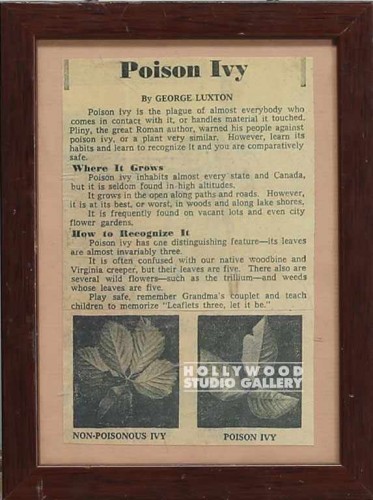 Poison Ivy
By GEORGE LUXTON
Poison Ivy is the plague of almost everybody who
comes in contact with it, or handles material it touched.
Pliny, the great Roman author, warned his people against
poison ivy, or a plant very similar. However, learn its
habits and learn to recognize it and you are comparatively
safe.
Where It Grows
Poison ivy inhabits almost every state and Canada,
but it is seldom found in high altitudes.
It grows in the open along paths and roads. However,
it is at its best, or worst, in woods and along lake shores.
It is frequently found on vacant lots and even city
flower gardens.
How to Recognize It
Poison ivy has one distinguishing feature—its leaves
are almost invariably three.
It is often confused with our native woodbine and
Virginia creeper, but their leaves are five. There also are
several wild flowers—such as the trillium—and weeds
whose leaves are five.
Play safe, remember Grandma's couplet and teach
children to memorize "Leaflets three, let it be."
HOLLYWOOD
STUDIO GALLERY
NON-POISONOUS IVY
POISON IVY